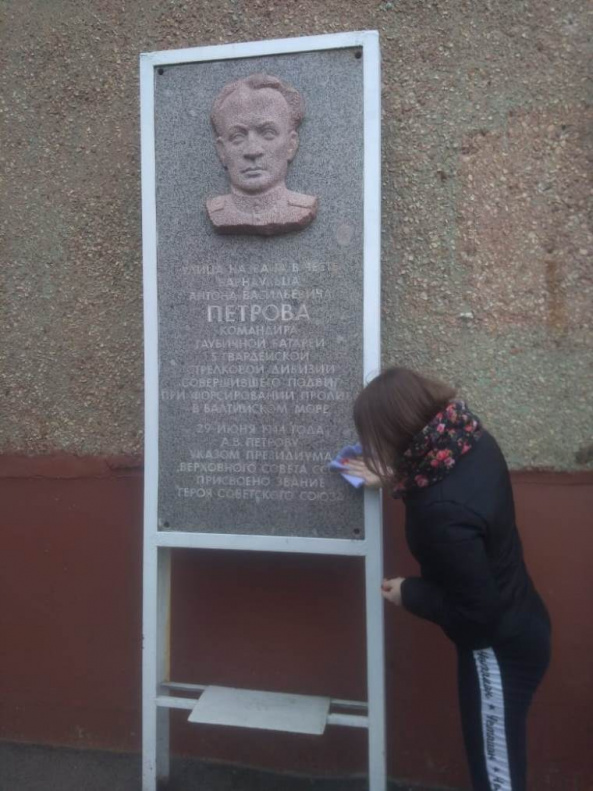 УЛИЦА НАЗВАНА В ЧЕСТЬ
БАРНАУЛЬЦА
АНТОНА ВАСИЛЬЕВИЧА
ПЕТРОВА
КОМАНДИРА
ГАУБИЧНОЙ БАТАРЕИ
5 ГВАРДЕЙСКОЙ
СТРЕЛКОВОЙ ДИВИЗИИ
СОВЕРШИВШЕГО ПОДВИГ
ПРИ ФОРСИРОВАНИИ ПРОЛИВА
В БАЛТИЙСКОМ МОРЕ
29 ИЮНЯ 1944 ГОДА
А.В. ПЕТРОВУ
УКАЗОМ ПРЕЗИДИУМА
ВЕРХОВНОГО СОВЕТА
ПРИСВОЕНО ЗВАНИЕ
ГЕРОЯ СОВЕТСКОГО СОЮЗА